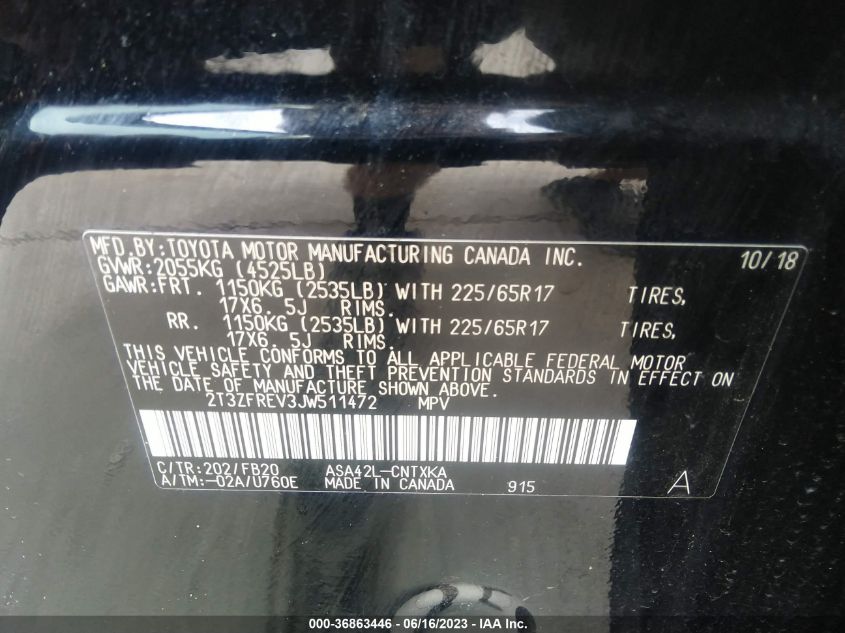 MFD.BY:TOYOTA MOTOR MANUFACTURING CANADA INC. 10/18
GVWR:2055KG (4525LB)
GAWR:FRT. 1150KG (2535LB) WITH 225/65R17 TIRES,
17X6. 5J RIMS.
RR. 1150KG (2535LB) WITH 225/65R17 TIRES,
17X6. 5J RIMS.
THIS VEHICLE CONFORMS TO ALL APPLICABLE FEDERAL MOTOR
VEHICLE SAFETY AND THEFT PREVENTION STANDARDS IN EFFECT ON
THE DATE OF MANUFACTURE SHOWN ABOVE.
2T3ZFREV3JW511472 MPV
C/TR:202/FB20 ASA42L-CNTXKA
A/TM:-02A/U760E MADE IN CANADA 915 A
000-36863446 - 06/16/2023 - IAA Inc.